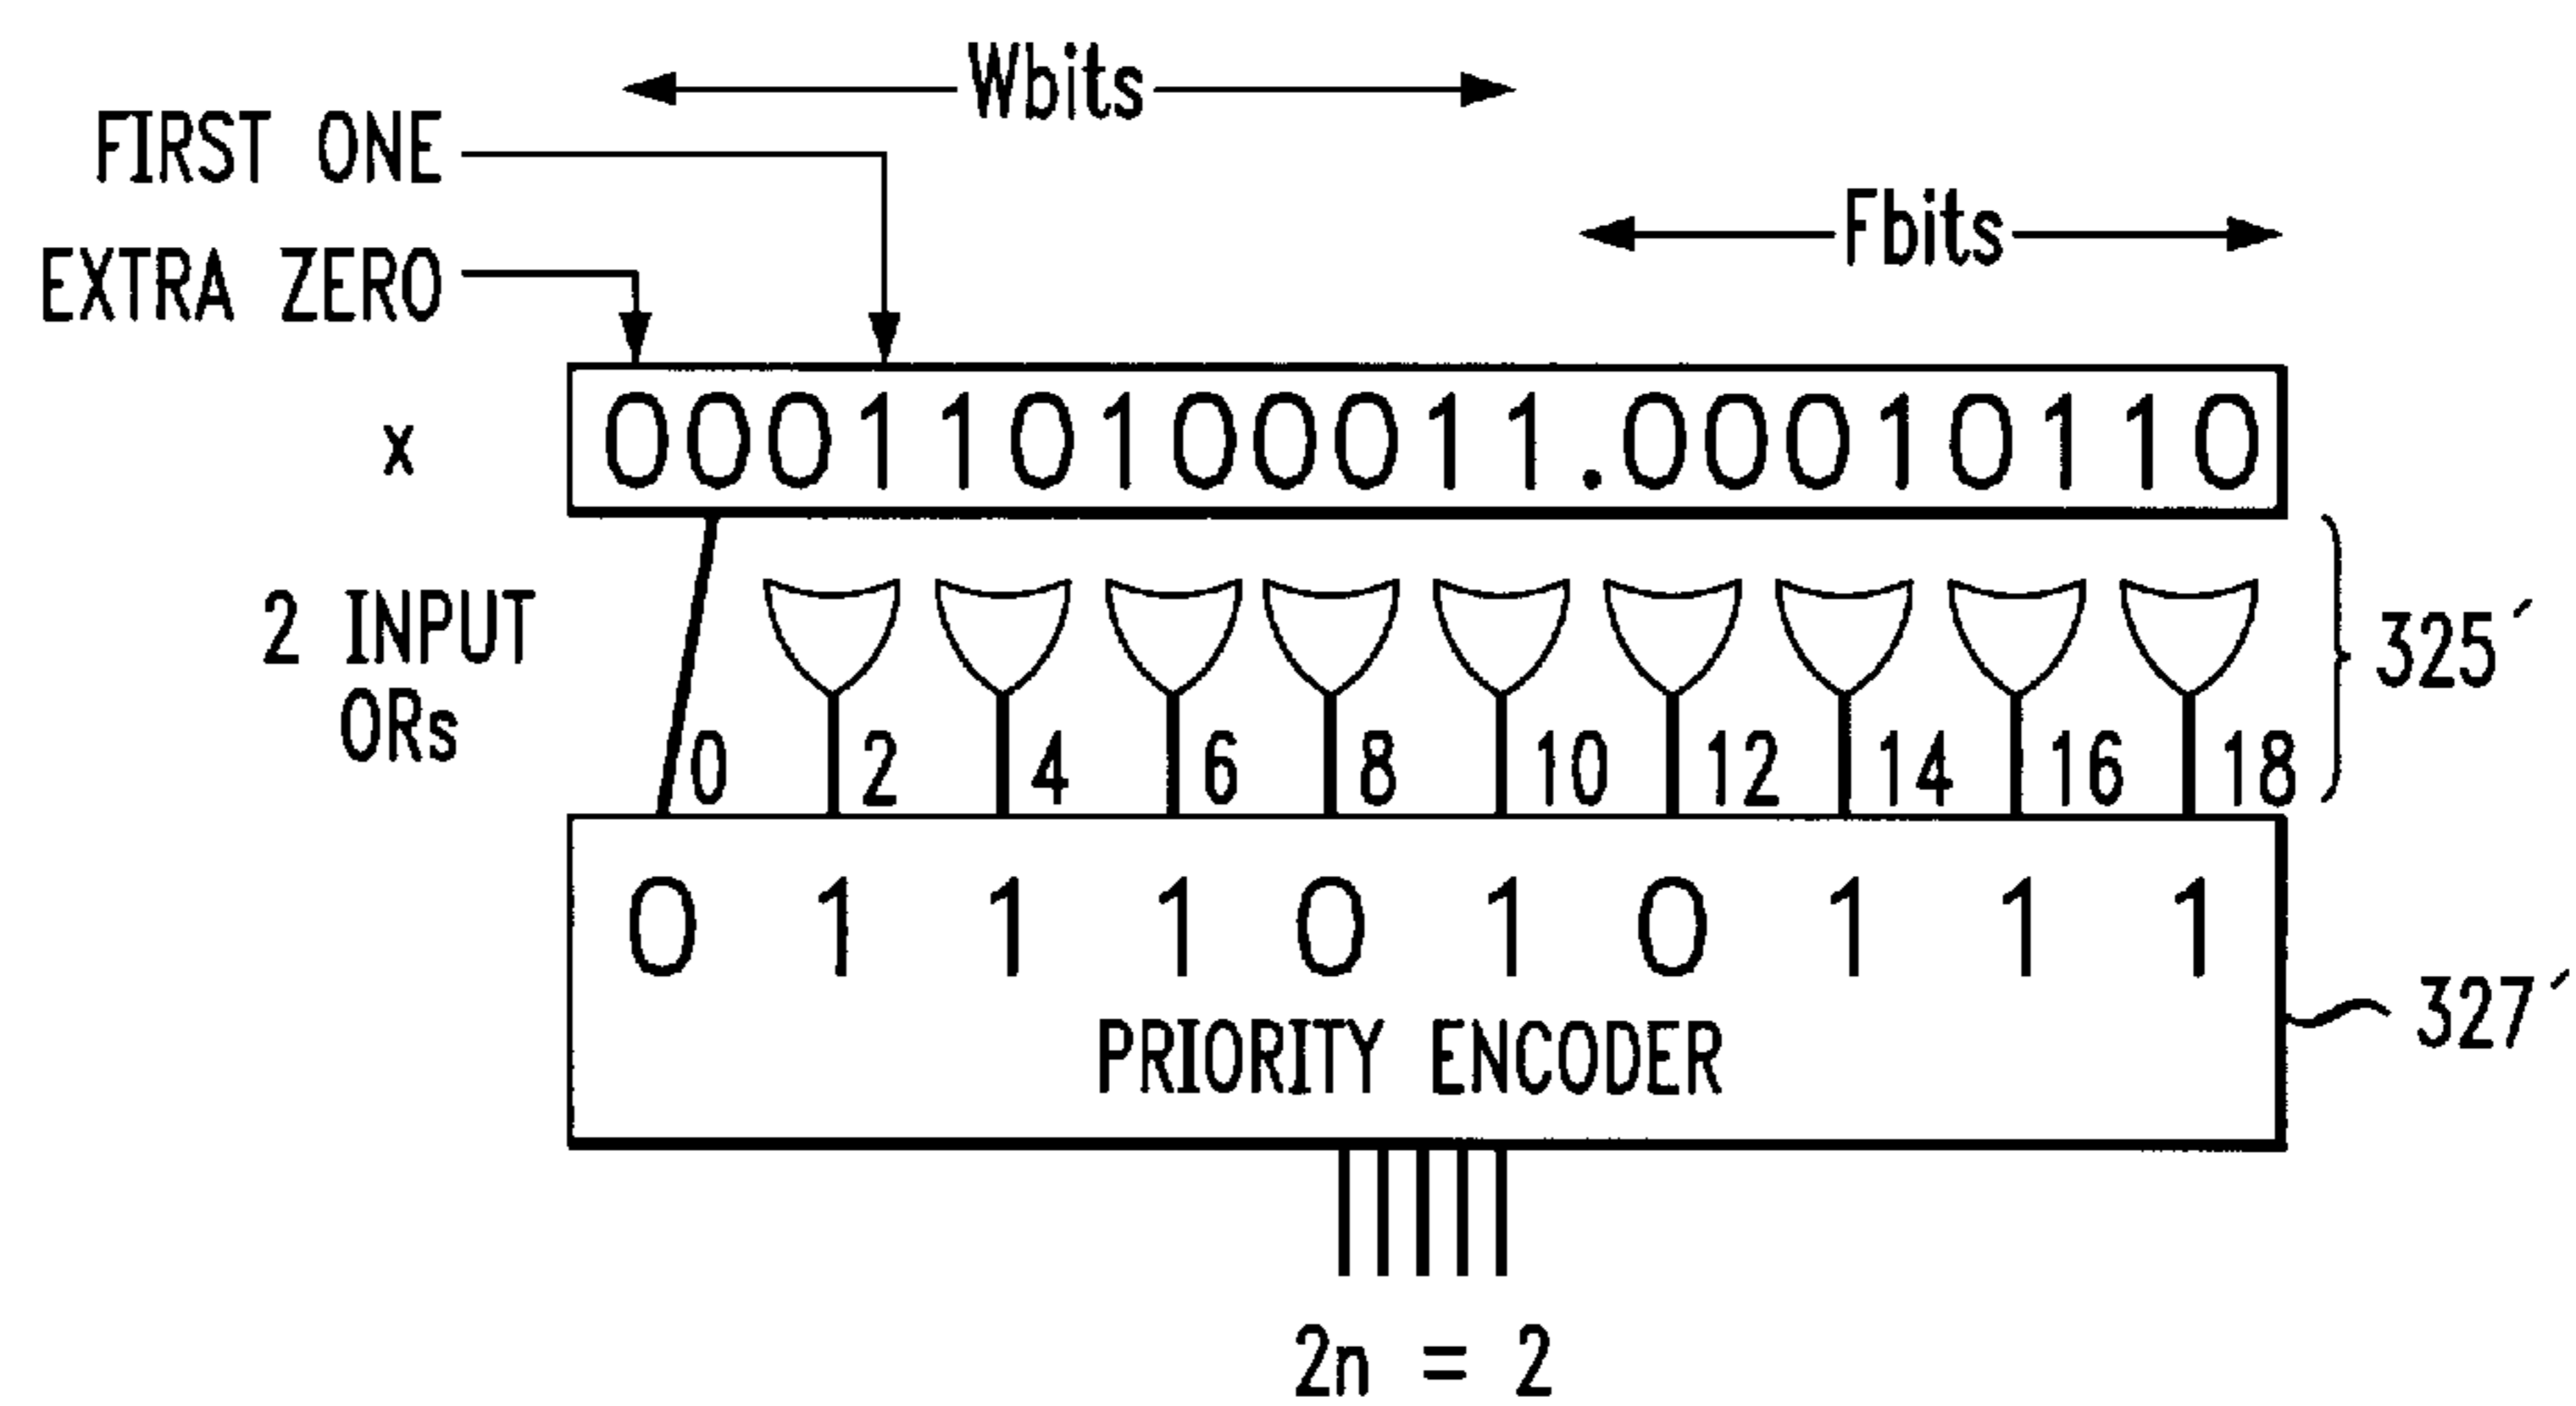 Wbits
FIRST ONE
Fbits
EXTRA ZERO
x
000110100011.00010110
2 INPUT
ORs
325´
0 2 4 6 8 10 12 14 16 18
0 1 1 1 0 1 0 1 1 1
PRIORITY ENCODER
327´
2n = 2